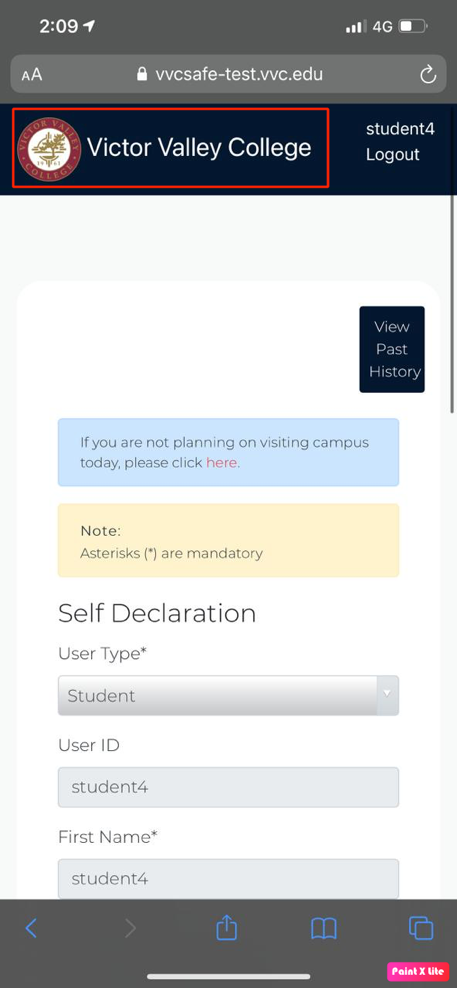 2:09
4G
AA
vvcsafe-test.vvc.edu
VICTOR VALLEY
COLLEGE
1961
Victor Valley College
student4
Logout
View
Past
History
If you are not planning on visiting campus
today, please click here.
Note:
Asterisks (*) are mandatory
Self Declaration
User Type*
Student
User ID
student4
First Name*
student4
Paint X Lite